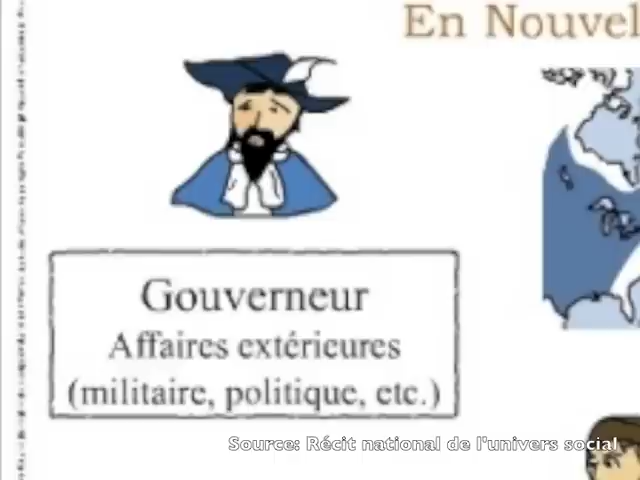 En Nouvel
Gouverneur
Affaires extérieures
(militaire, politique, etc.)
Source: Récit national de l'univers social